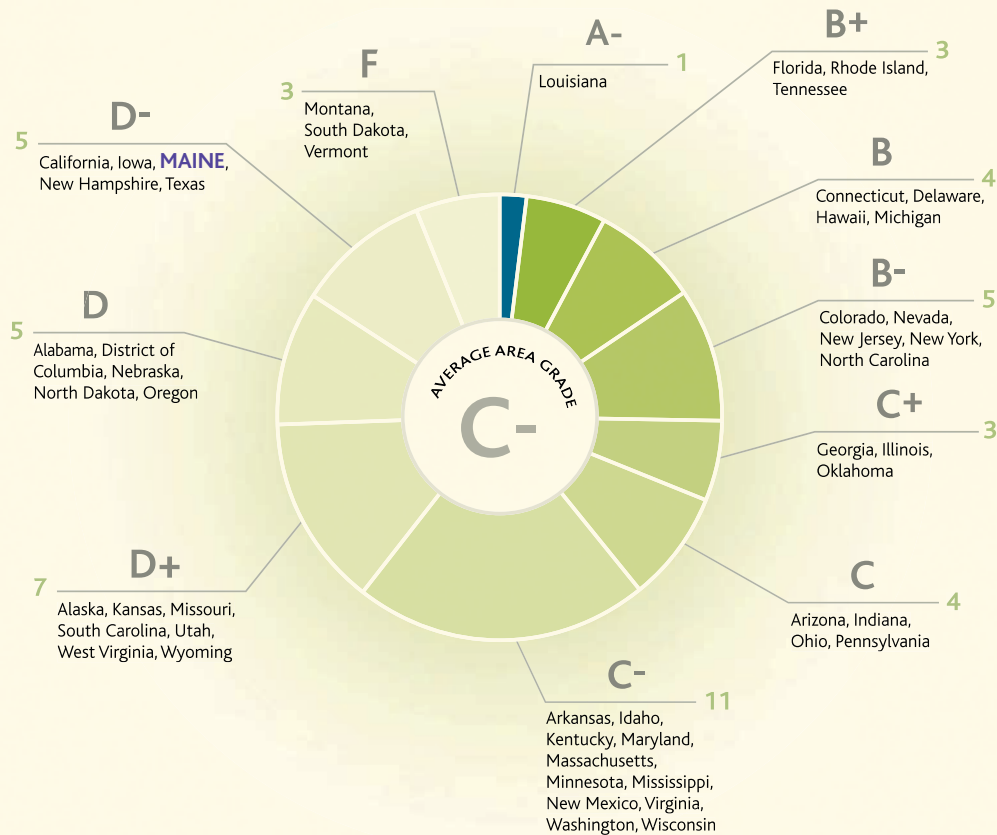 A-
1
Louisiana
B+
3
Florida, Rhode Island,
Tennessee
B
4
Connecticut, Delaware,
Hawaii, Michigan
B-
5
Colorado, Nevada,
New Jersey, New York,
North Carolina
C+
3
Georgia, Illinois,
Oklahoma
C
4
Arizona, Indiana,
Ohio, Pennsylvania
C-
11
Arkansas, Idaho,
Kentucky, Maryland,
Massachusetts,
Minnesota, Mississippi,
New Mexico, Virginia,
Washington, Wisconsin
D+
7
Alaska, Kansas, Missouri,
South Carolina, Utah,
West Virginia, Wyoming
D
5
Alabama, District of
Columbia, Nebraska,
North Dakota, Oregon
D-
5
California, Iowa, MAINE,
New Hampshire, Texas
F
3
Montana,
South Dakota,
Vermont
AVERAGE AREA GRADE
C-